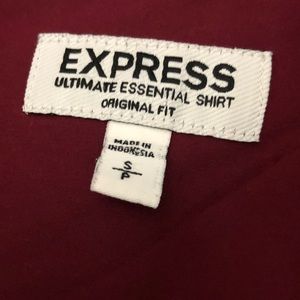 EXPRESS
ULTIMATE ESSENTIAL SHIRT
ORIGINAL FIT
MADE IN
INDONESIA
S
P